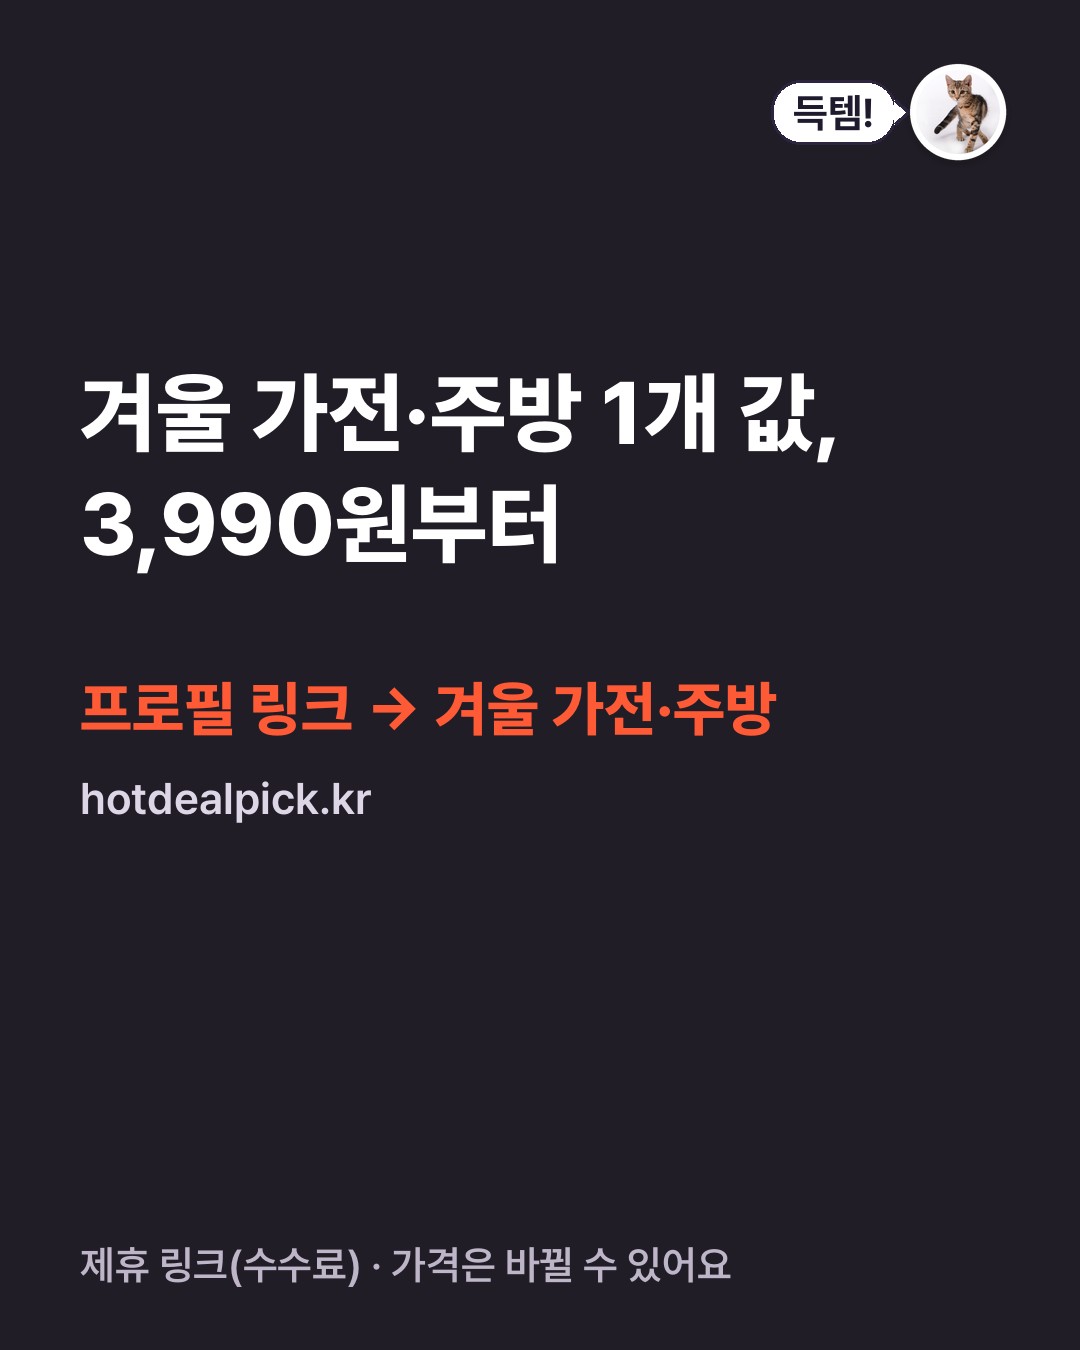 득템!
겨울 가전·주방 1개 값,
3,990원부터
프로필 링크 → 겨울 가전·주방
hotdealpick.kr
제휴 링크(수수료) · 가격은 바뀔 수 있어요